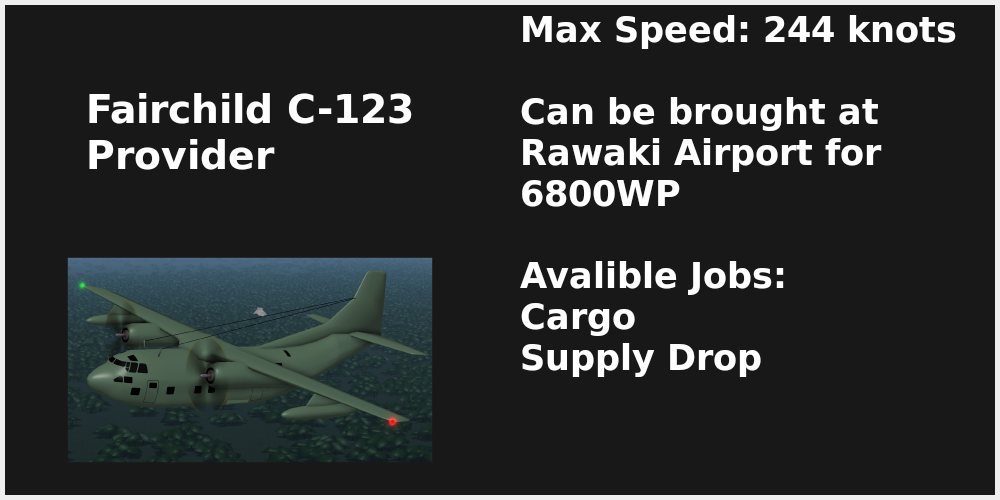 Fairchild C-123
Provider
Max Speed: 244 knots
Can be brought at
Rawaki Airport for
6800WP
Avalible Jobs:
Cargo
Supply Drop